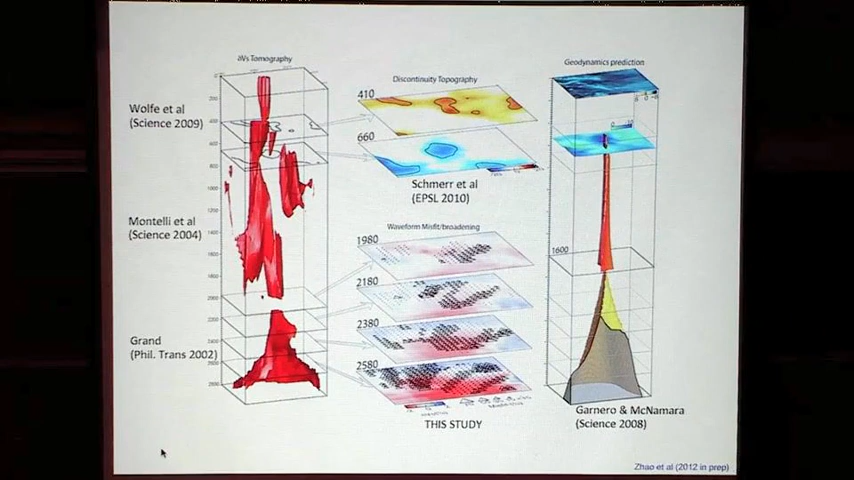 ∂Vs Tomography
Wolfe et al
(Science 2009)
Montelli et al
(Science 2004)
Grand
(Phil. Trans 2002)
Discontinuity Topography
410
660
Schmerr et al
(EPSL 2010)
Waveform Misfit/broadening
1980
2180
2380
2580
THIS STUDY
Geodynamics prediction
1600
Garnero & McNamara
(Science 2008)
Zhao et al (2012 in prep)